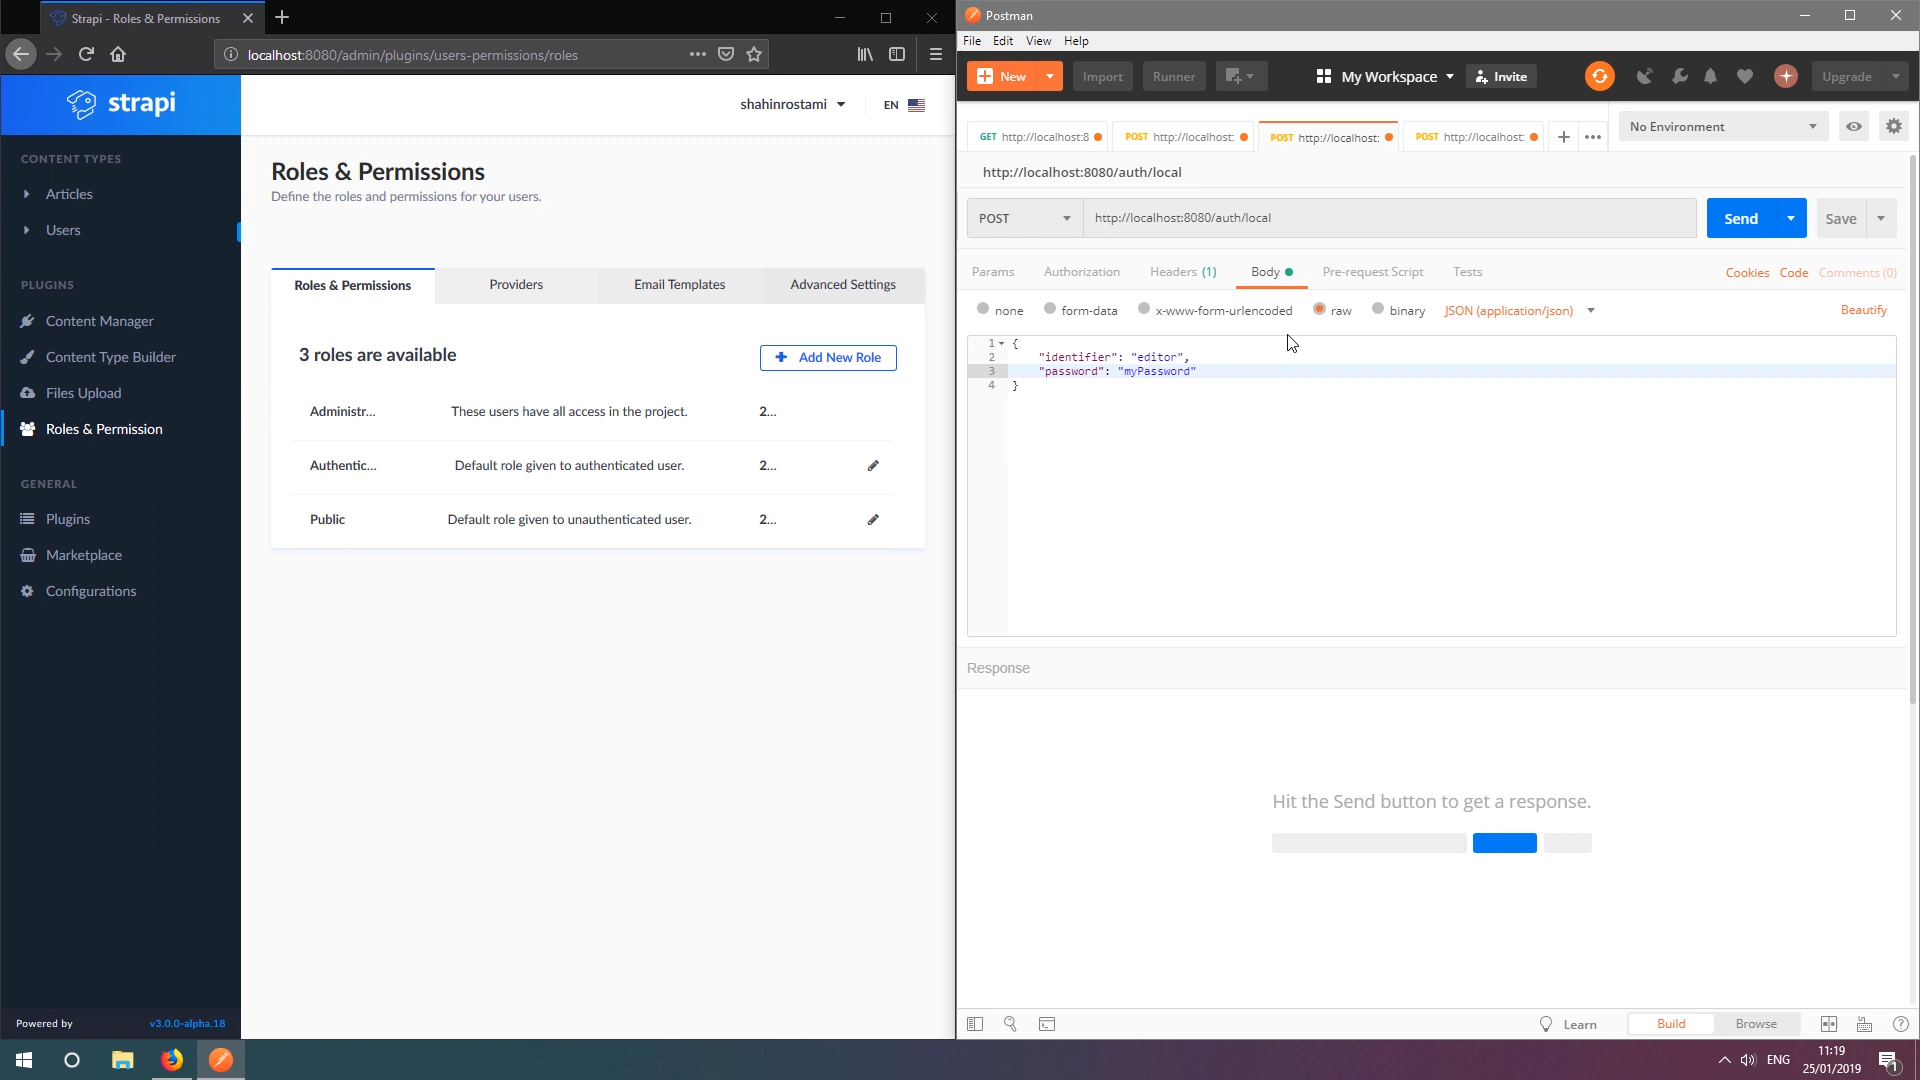 Strapi - Roles & Permissions
localhost:8080/admin/plugins/users-permissions/roles
strapi
shahinrostami
EN
CONTENT TYPES
Articles
Users
PLUGINS
Content Manager
Content Type Builder
Files Upload
Roles & Permission
GENERAL
Plugins
Marketplace
Configurations
Powered by v3.0.0-alpha.18
Roles & Permissions
Define the roles and permissions for your users.
Roles & Permissions Providers Email Templates Advanced Settings
3 roles are available
Add New Role
Administr... These users have all access in the project. 2...
Authentic... Default role given to authenticated user. 2...
Public Default role given to unauthenticated user. 2...
Postman
File Edit View Help
New Import Runner My Workspace Invite Upgrade
GET http://localhost:8 POST http://localhost: POST http://localhost: POST http://localhost: No Environment
http://localhost:8080/auth/local
POST http://localhost:8080/auth/local Send Save
Params Authorization Headers (1) Body Pre-request Script Tests Cookies Code Comments (0)
none form-data x-www-form-urlencoded raw binary JSON (application/json) Beautify
1 {
2 "identifier": "editor",
3 "password": "myPassword"
4 }
Response
Hit the Send button to get a response.
Learn Build Browse
ENG
11:19
25/01/2019
1